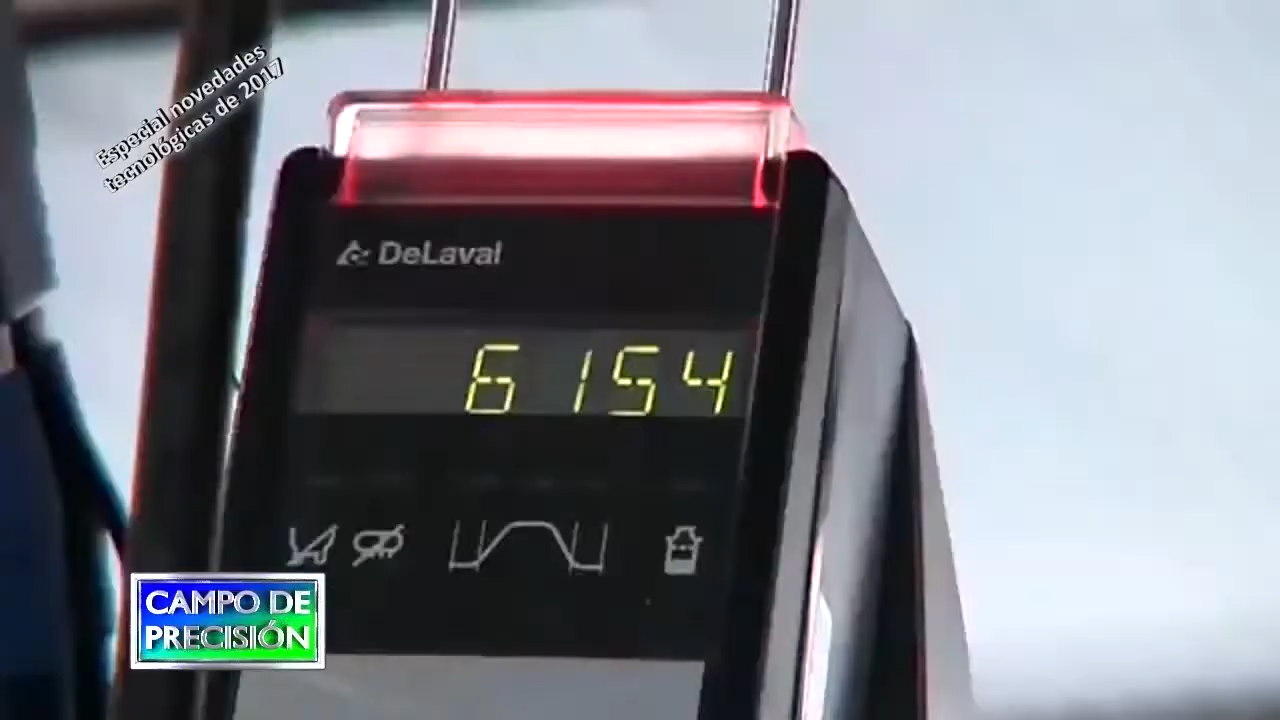 Especial novedades
tecnológicas de 2017
DeLaval
6154
CAMPO DE
PRECISIÓN